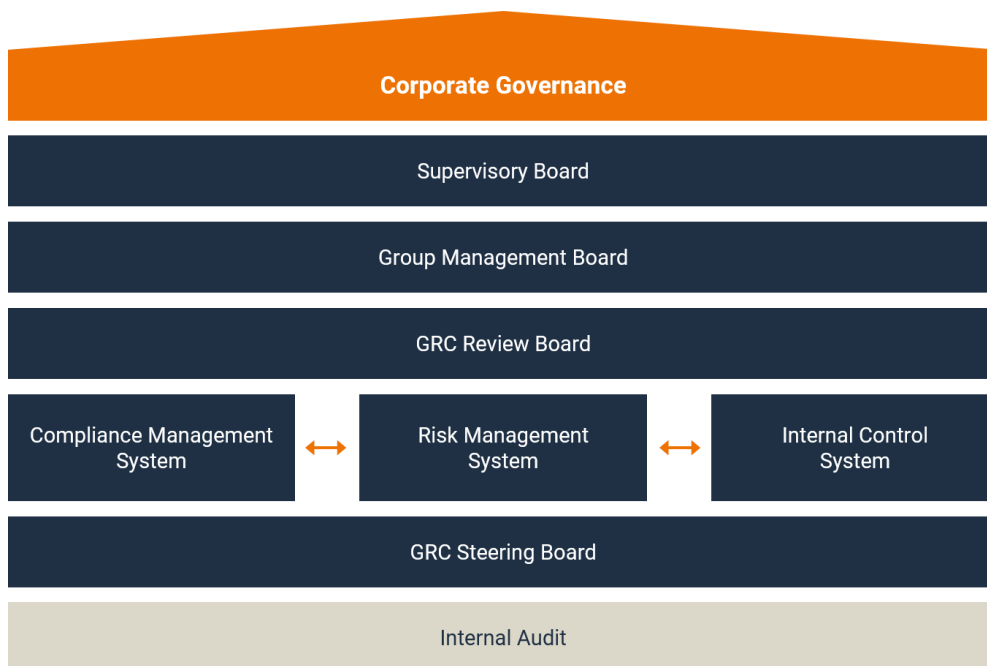 Corporate Governance
Supervisory Board
Group Management Board
GRC Review Board
Compliance Management
System
Risk Management
System
Internal Control
System
GRC Steering Board
Internal Audit